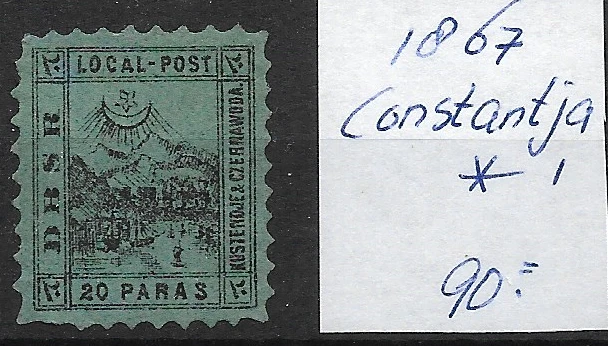 LOCAL-POST
DBSR
KUSTENDJE & CZERNAWODA.
20 PARAS
1867
Constantja
* 1
90:=